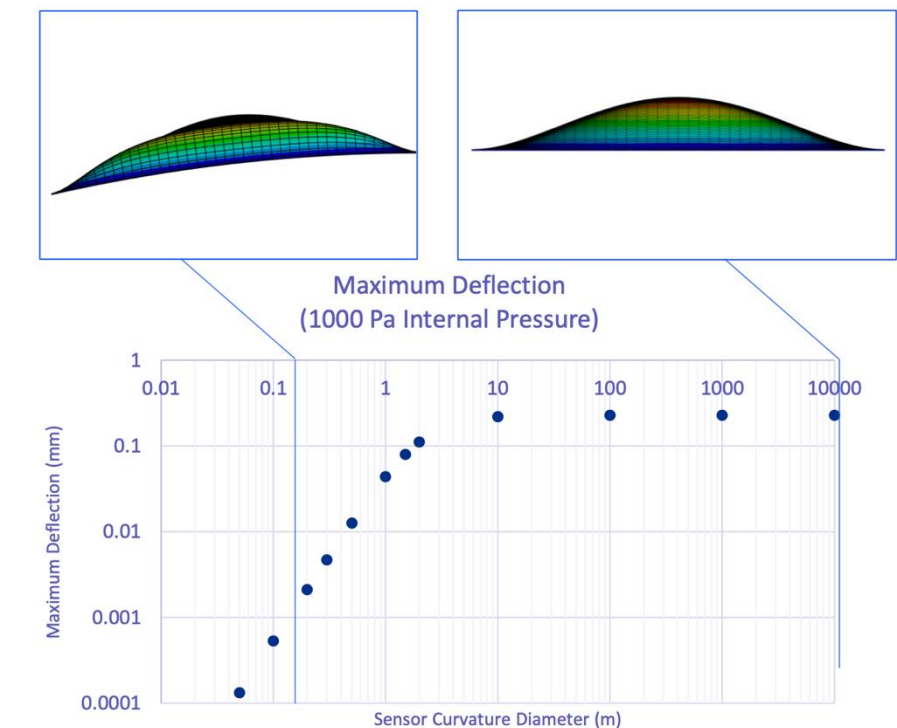 Maximum Deflection
(1000 Pa Internal Pressure)
1
0.01 0.1 1 10 100 1000 10000
0.1
0.01
0.001
0.0001
Maximum Deflection (mm)
Sensor Curvature Diameter (m)